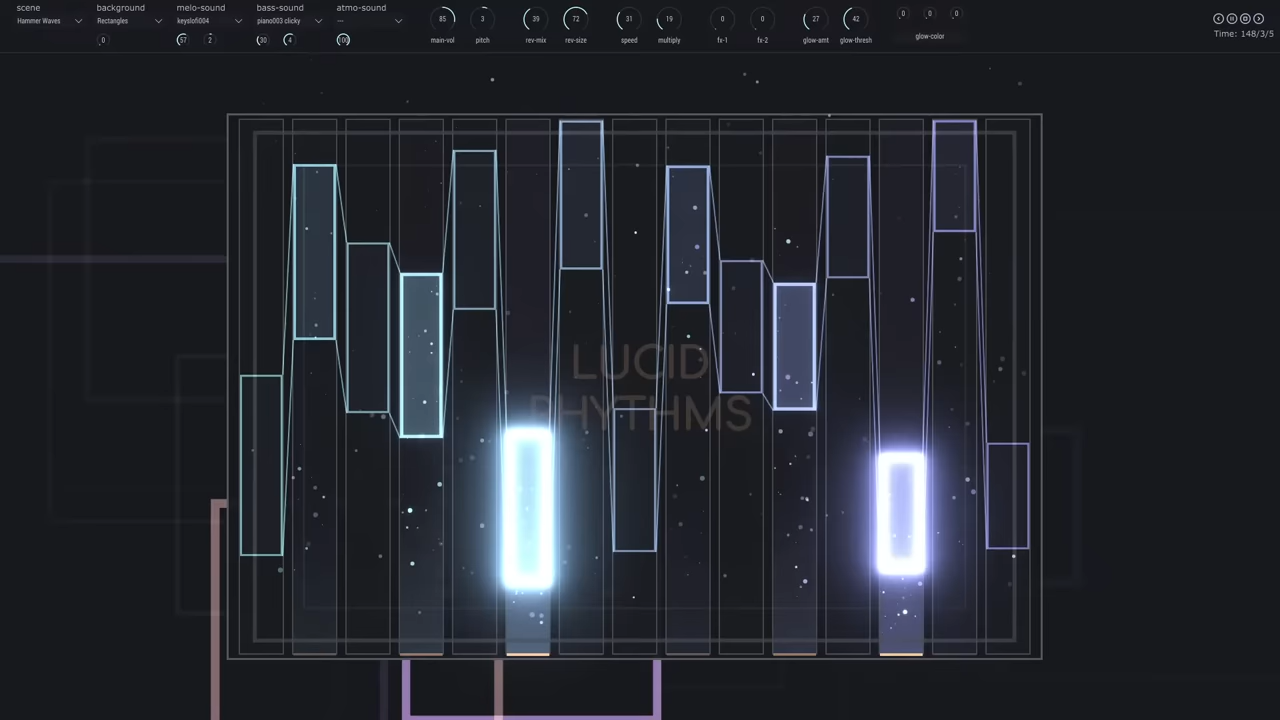 scene
Hammer Waves
background
Rectangles
0
melo-sound
keyslofi004
57
2
bass-sound
piano003 clicky
30
4
atmo-sound
---
100
85
main-vol
3
pitch
39
rev-mix
72
rev-size
31
speed
19
multiply
0
fx-1
0
fx-2
27
glow-amt
42
glow-thresh
0 0 0
glow-color
Time: 148/3/5
LUCID
RHYTHMS